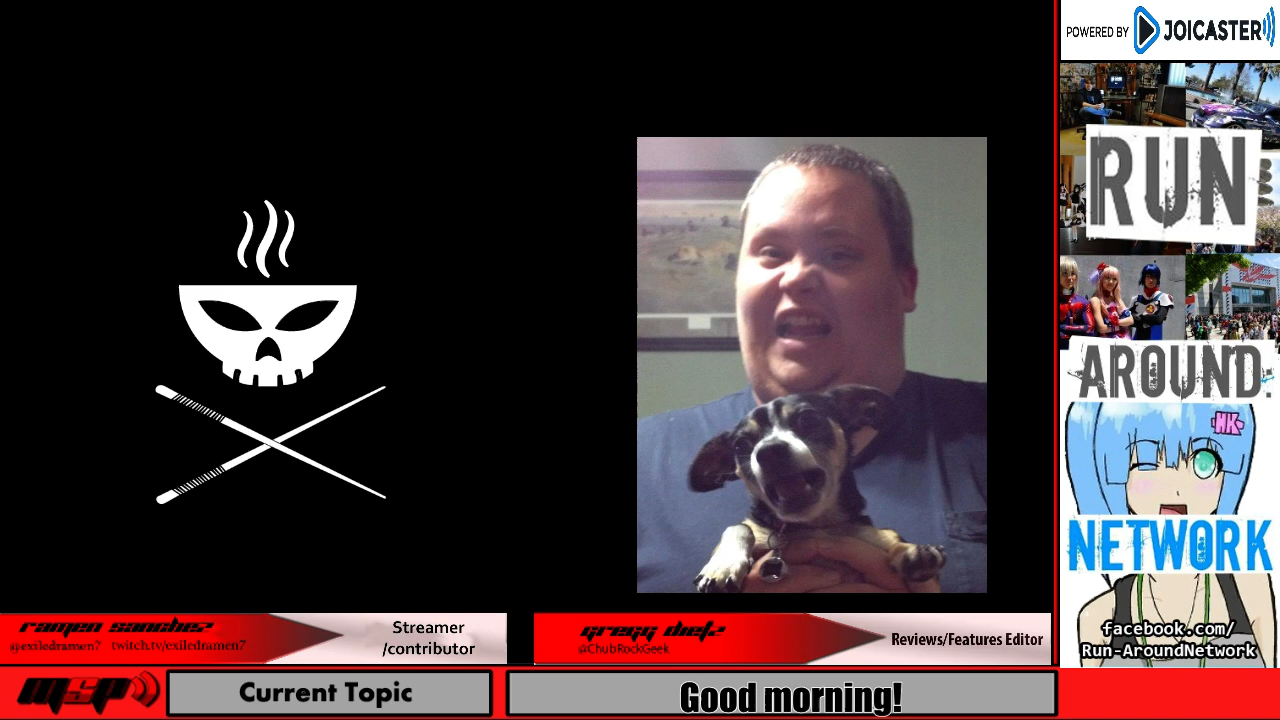 POWERED BY JOICASTER
RUN
AROUND:
HK
NETWORK
facebook.com/
Run-AroundNetwork
RAMEN SANCHEZ
@exiledramen7 twitch.tv/exiledramen7
Streamer
/contributor
GREGG DIETZ
@ChubRockGeek
Reviews/Features Editor
MSP
Current Topic
Good morning!